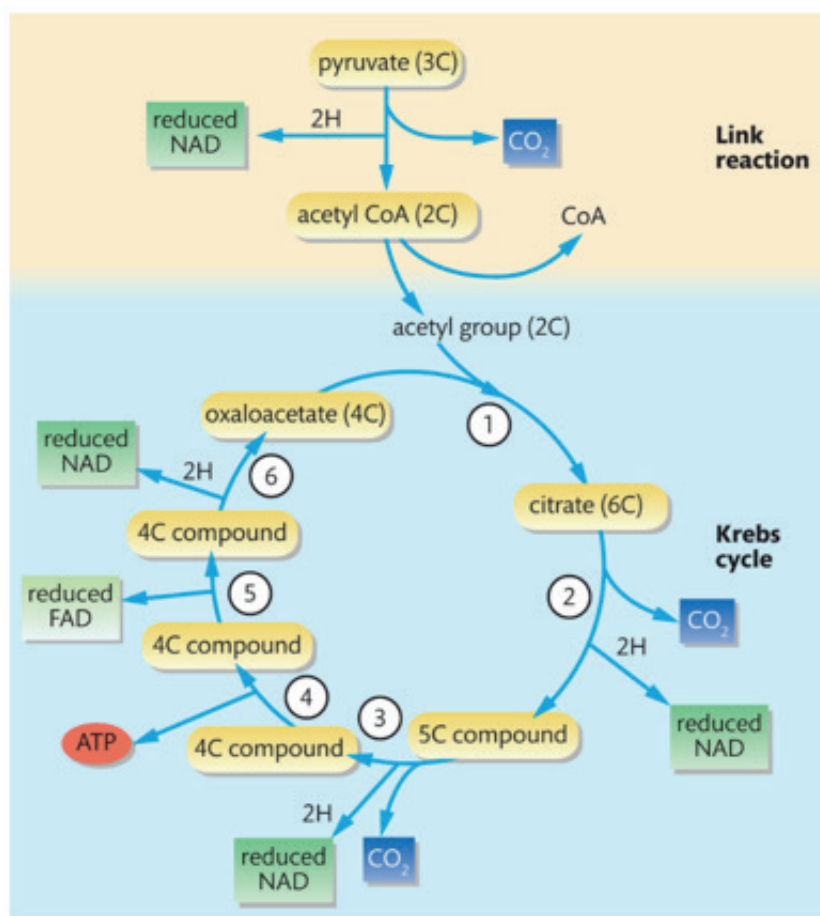 pyruvate (3C)
reduced
NAD
2H
CO₂
Link
reaction
acetyl CoA (2C)
CoA
acetyl group (2C)
oxaloacetate (4C)
1
reduced
NAD
2H
6
citrate (6C)
4C compound
Krebs
cycle
reduced
FAD
5
2
CO₂
4C compound
2H
4
3
ATP
4C compound
5C compound
reduced
NAD
2H
reduced
NAD
CO₂